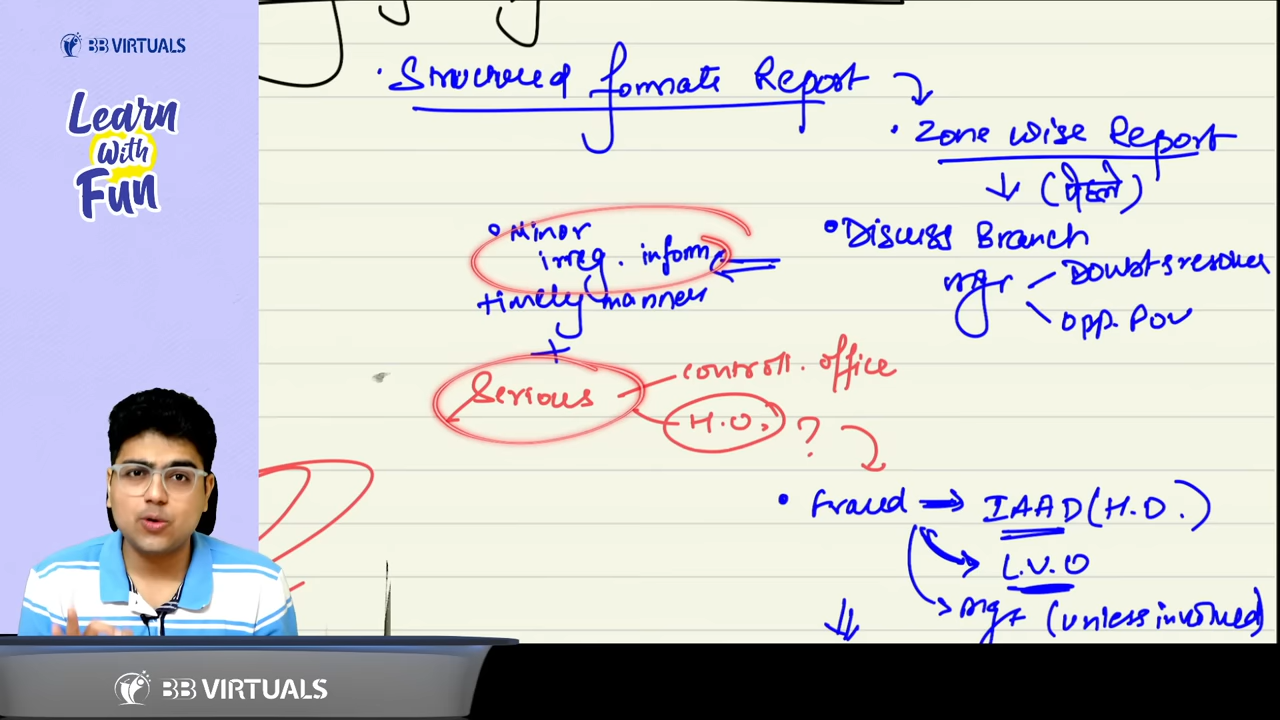 BB VIRTUALS
Learn
With
Fun
· Structured formate Report
· Zone Wise Report
(पहले)
• Discuss Branch
mgr
Doubts resolve
Opp. Pov
• Minor
irreg. inform
timely manner
+
Serious
controll. office
H.O. ?
• Fraud → IAAD (H.O.)
L.V.O
mgr (unless involved)
BB VIRTUALS